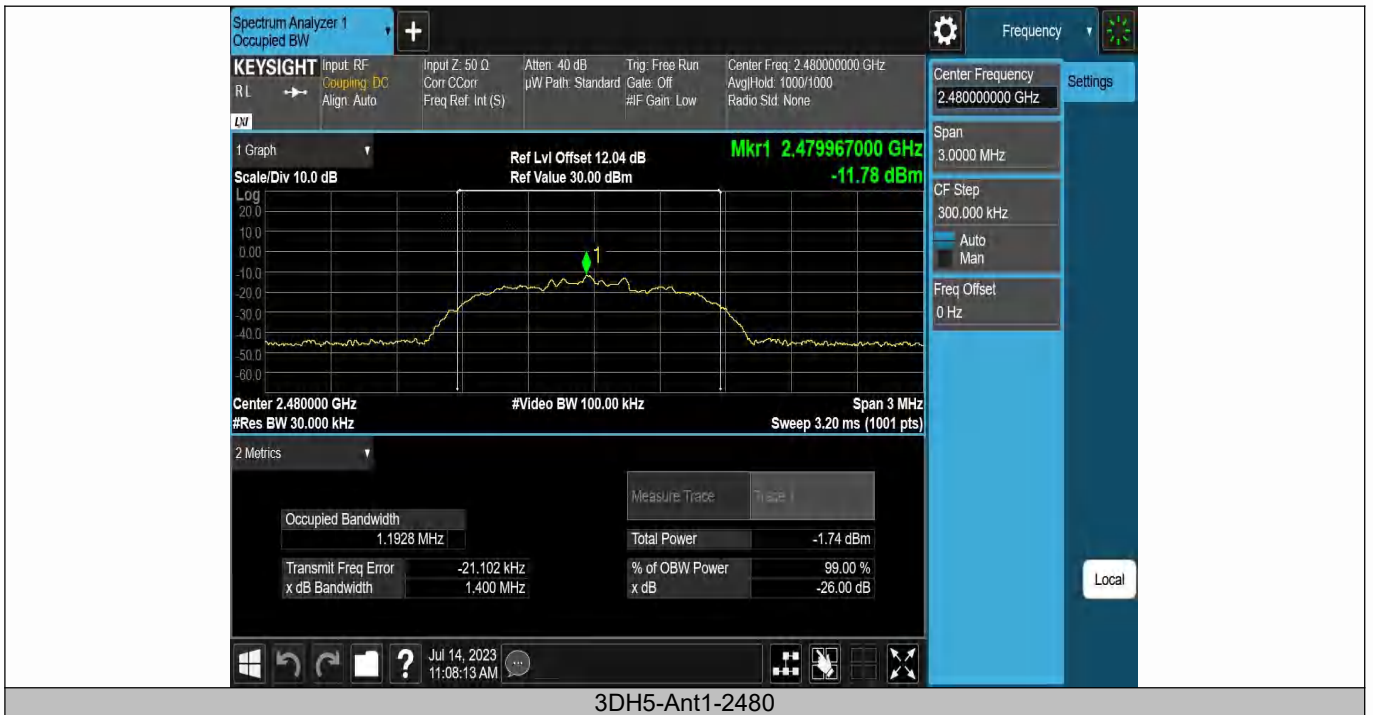 Spectrum Analyzer 1
Occupied BW
Frequency
KEYSIGHT
RL
LXI
Input: RF
Coupling: DC
Align: Auto
Input Z: 50 Ω
Corr CCorr
Freq Ref: Int (S)
Atten: 40 dB
µW Path: Standard
Trig: Free Run
Gate: Off
#IF Gain: Low
Center Freq: 2.480000000 GHz
Avg|Hold: 1000/1000
Radio Std: None
Center Frequency
2.480000000 GHz
Settings
Span
3.0000 MHz
CF Step
300.000 kHz
Auto
Man
Freq Offset
0 Hz
Local
1 Graph
Scale/Div 10.0 dB
Ref Lvl Offset 12.04 dB
Ref Value 30.00 dBm
Mkr1 2.479967000 GHz
-11.78 dBm
Log
20.0
10.0
0.00
-10.0
-20.0
-30.0
-40.0
-50.0
-60.0
1
Center 2.480000 GHz
#Video BW 100.00 kHz
Span 3 MHz
#Res BW 30.000 kHz
Sweep 3.20 ms (1001 pts)
2 Metrics
Measure Trace Trace 1
Occupied Bandwidth
1.1928 MHz
Total Power -1.74 dBm
Transmit Freq Error -21.102 kHz
% of OBW Power 99.00 %
x dB Bandwidth 1.400 MHz
x dB -26.00 dB
?
Jul 14, 2023
11:08:13 AM
3DH5-Ant1-2480